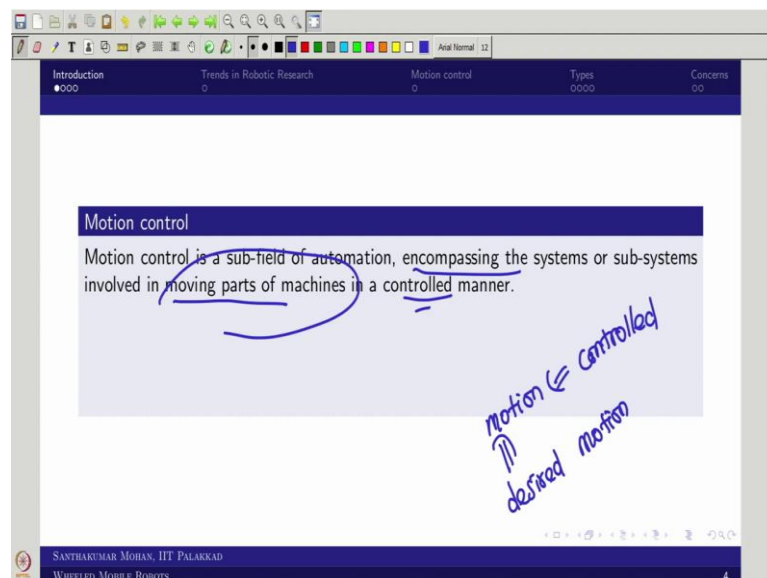 Arial Normal 12
Introduction Trends in Robotic Research Motion control Types Concerns
Motion control
Motion control is a sub-field of automation, encompassing the systems or sub-systems
involved in moving parts of machines in a controlled manner.
motion ⇐ controlled
⇑
desired motion
SANTHAKUMAR MOHAN, IIT PALAKKAD
WHEELED MOBILE ROBOTS 4